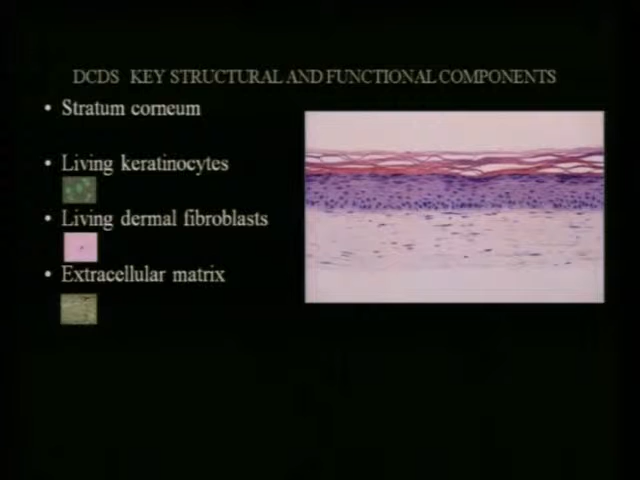 DCDS KEY STRUCTURAL AND FUNCTIONAL COMPONENTS
• Stratum corneum
• Living keratinocytes
• Living dermal fibroblasts
• Extracellular matrix